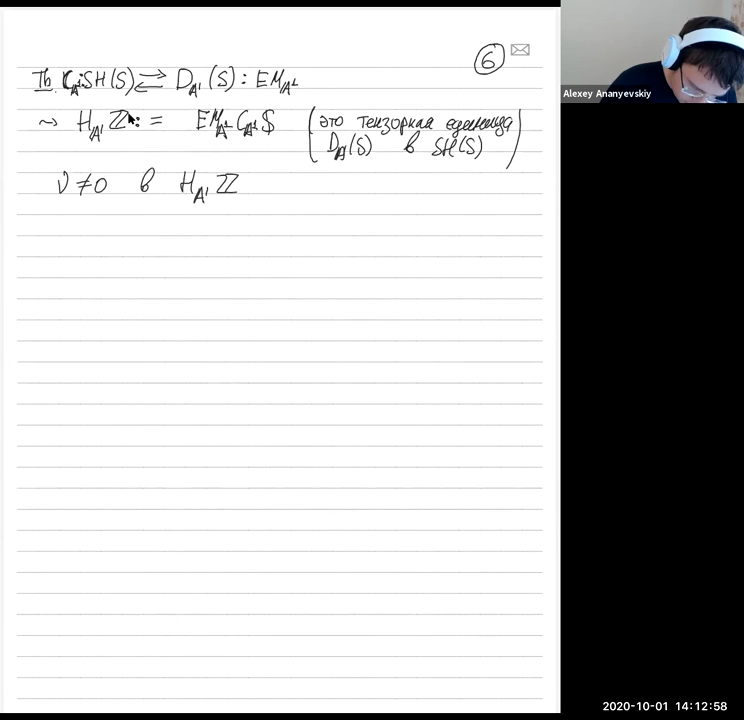 6
Th. C_{A¹}: SH(S) ⇄ D_{A¹}(S) : EM_{A¹}
~> H_{A¹} ℤ := EM_{A¹} C_{A¹} 𝕊 (это тензорная единица
D_{A¹}(S) в SH(S))
ν ≠ 0 в H_{A¹} ℤ
Alexey Ananyevskiy
2020-10-01 14:12:58